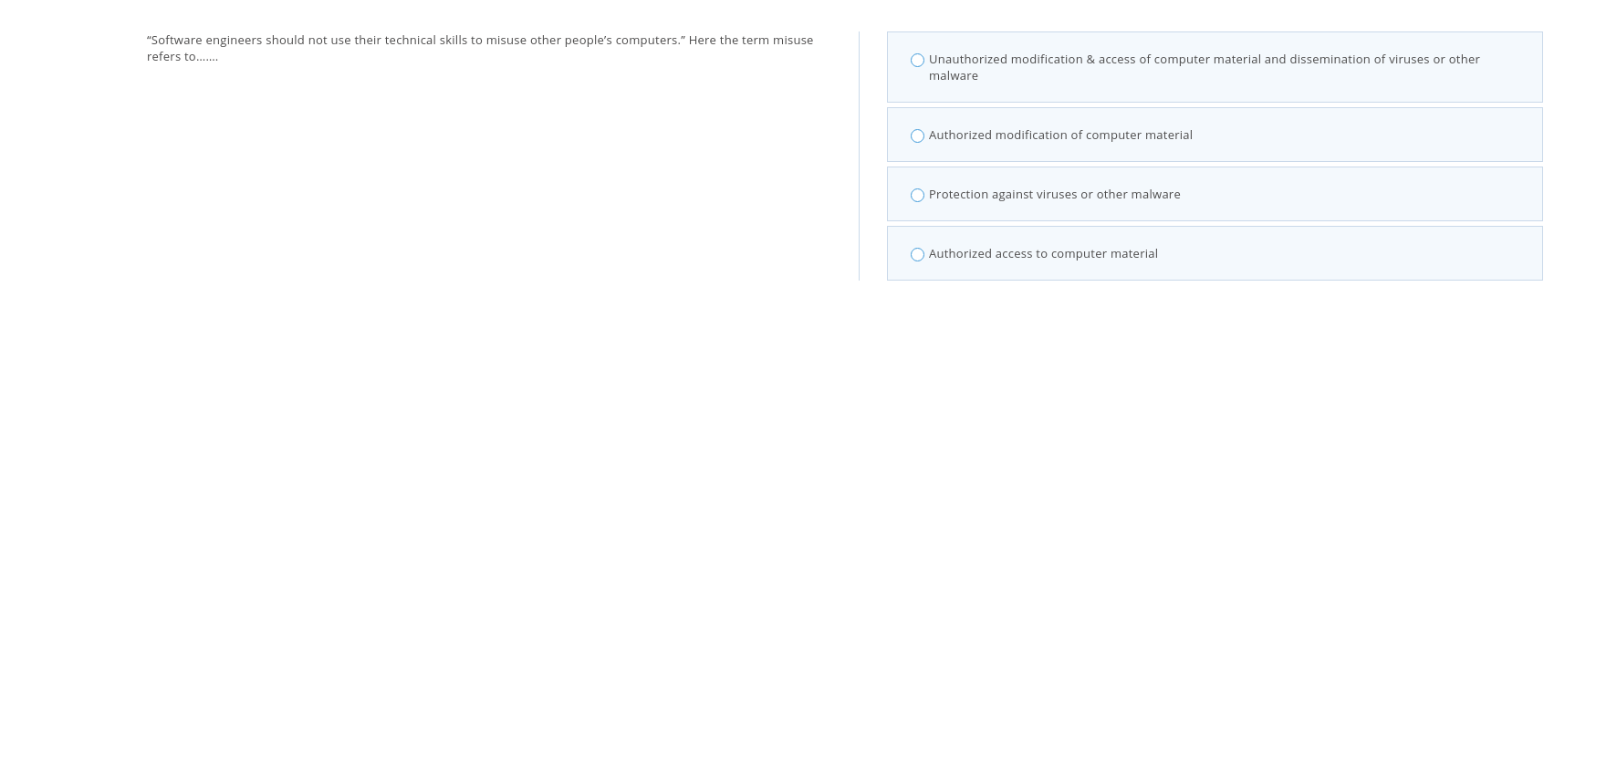 “Software engineers should not use their technical skills to misuse other people’s computers.” Here the term misuse
refers to.......
Unauthorized modification & access of computer material and dissemination of viruses or other
malware
Authorized modification of computer material
Protection against viruses or other malware
Authorized access to computer material